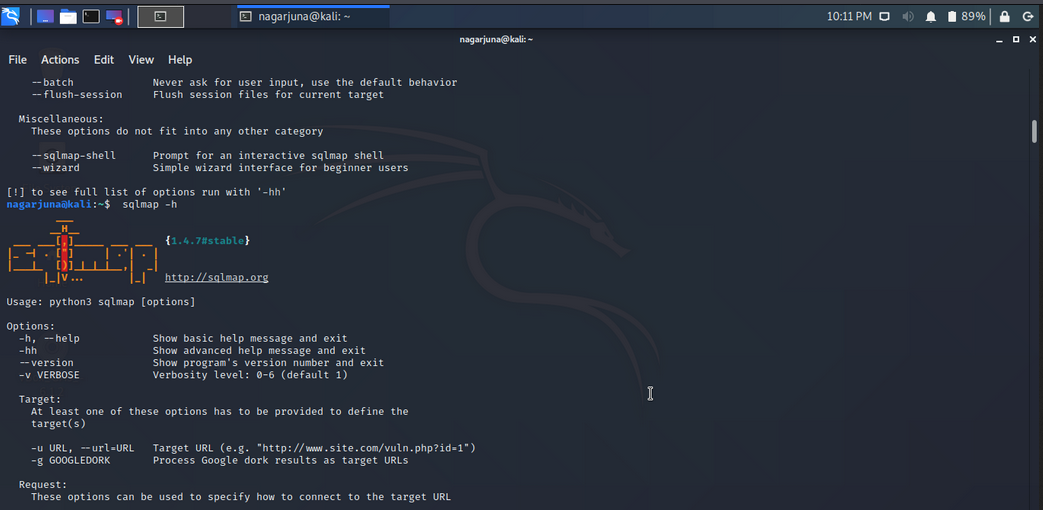 nagarjuna@kali: ~
10:11 PM
89%
nagarjuna@kali: ~
File Actions Edit View Help
--batch Never ask for user input, use the default behavior
--flush-session Flush session files for current target
Miscellaneous:
These options do not fit into any other category
--sqlmap-shell Prompt for an interactive sqlmap shell
--wizard Simple wizard interface for beginner users
[!] to see full list of options run with '-hh'
nagarjuna@kali:~$ sqlmap -h
{1.4.7#stable}
http://sqlmap.org
Usage: python3 sqlmap [options]
Options:
-h, --help Show basic help message and exit
-hh Show advanced help message and exit
--version Show program's version number and exit
-v VERBOSE Verbosity level: 0-6 (default 1)
Target:
At least one of these options has to be provided to define the
target(s)
-u URL, --url=URL Target URL (e.g. "http://www.site.com/vuln.php?id=1")
-g GOOGLEDORK Process Google dork results as target URLs
Request:
These options can be used to specify how to connect to the target URL